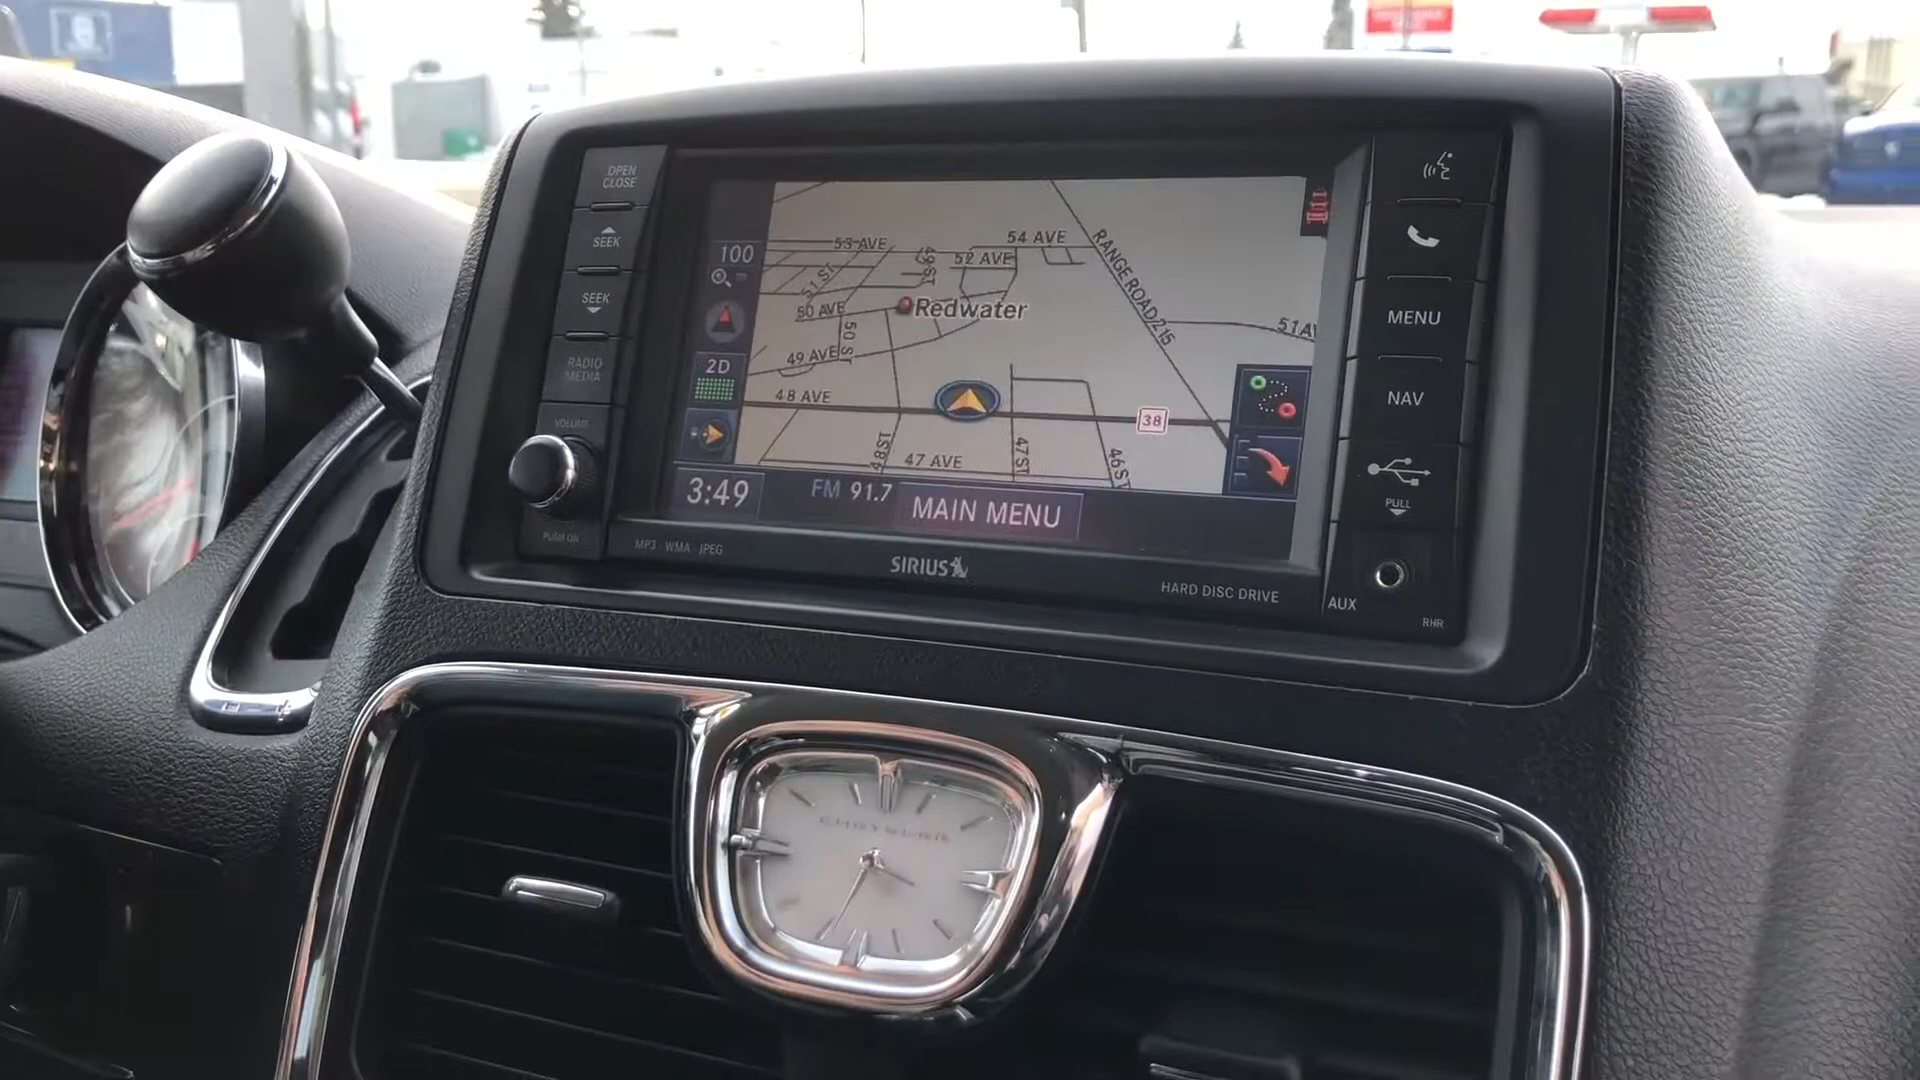 OPEN
CLOSE
SEEK
SEEK
RADIO
MEDIA
VOLUME
PUSH ON
100
2D
53 AVE
54 AVE
52 AVE
49 ST
51 ST
50 AVE
Redwater
RANGE ROAD 215
51 AV
50 ST
49 AVE
48 AVE
38
48 ST
47 AVE
47 ST
46 ST
3:49
FM 91.7
MAIN MENU
MENU
NAV
PULL
MP3 · WMA · JPEG
SIRIUS
HARD DISC DRIVE
AUX
RHR
CHRYSLER